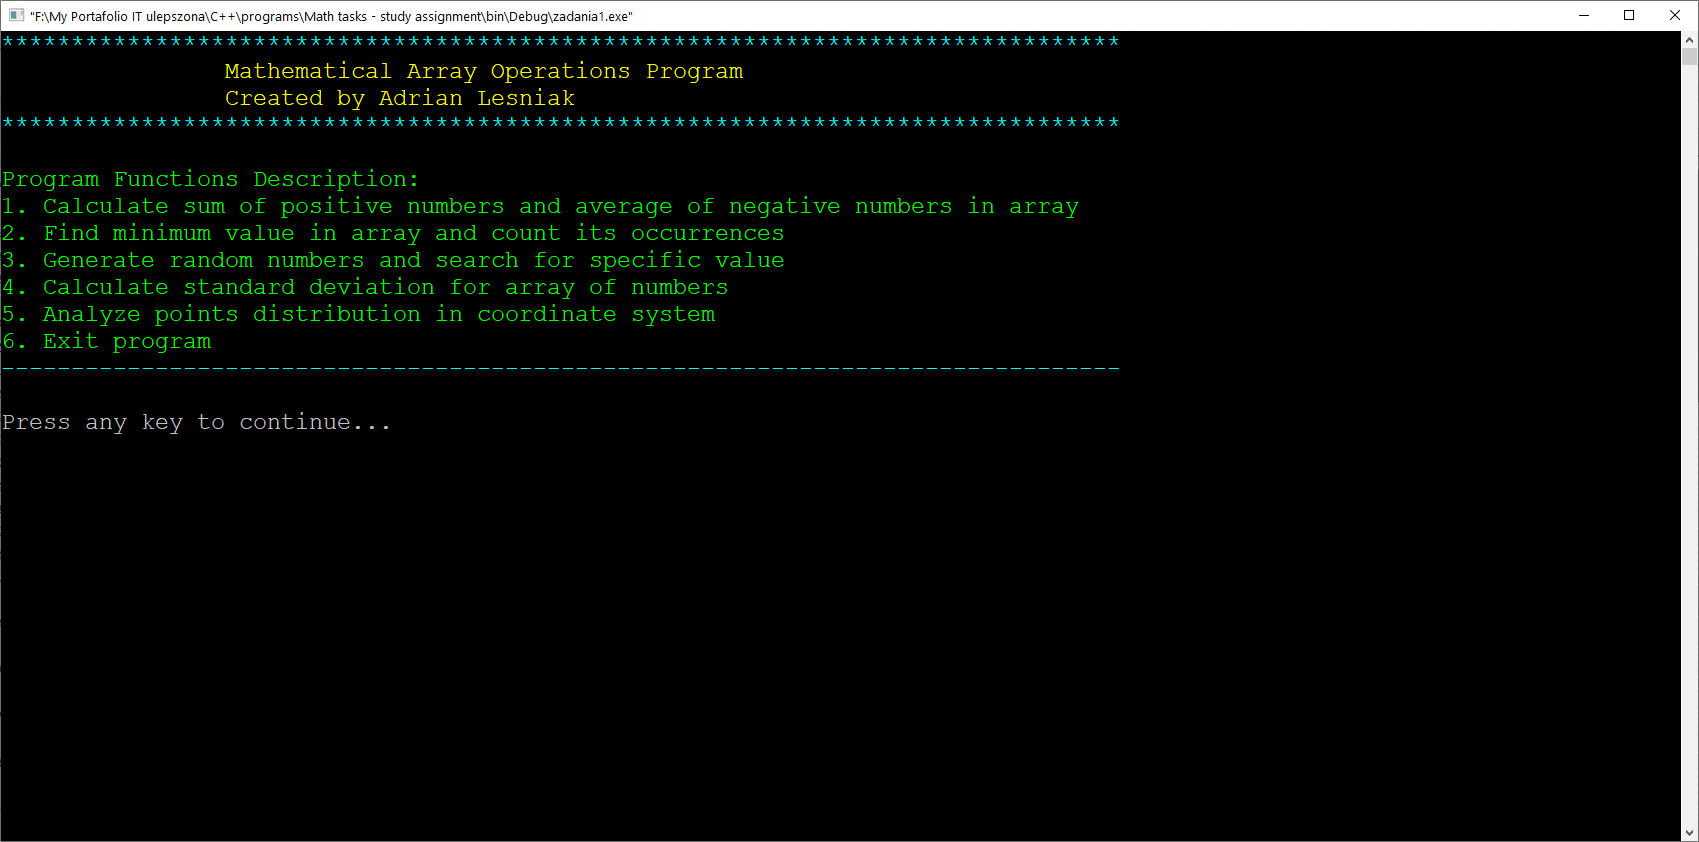 "F:\My Portafolio IT ulepszona\C++\programs\Math tasks - study assignment\bin\Debug\zadania1.exe"
********************************************************************************
Mathematical Array Operations Program
Created by Adrian Lesniak
********************************************************************************
Program Functions Description:
1. Calculate sum of positive numbers and average of negative numbers in array
2. Find minimum value in array and count its occurrences
3. Generate random numbers and search for specific value
4. Calculate standard deviation for array of numbers
5. Analyze points distribution in coordinate system
6. Exit program
--------------------------------------------------------------------------------
Press any key to continue...